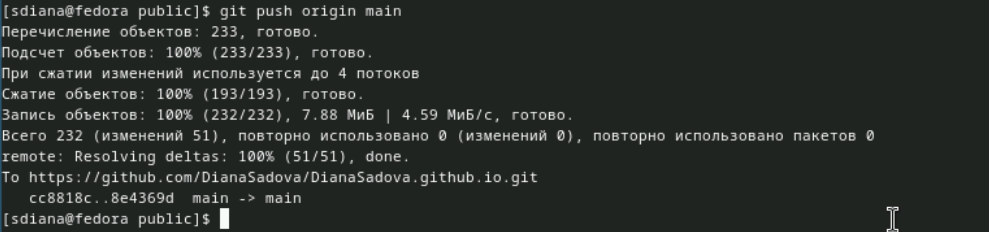 [sdiana@fedora public]$ git push origin main
Перечисление объектов: 233, готово.
Подсчет объектов: 100% (233/233), готово.
При сжатии изменений используется до 4 потоков
Сжатие объектов: 100% (193/193), готово.
Запись объектов: 100% (232/232), 7.88 МиБ | 4.59 МиБ/с, готово.
Всего 232 (изменений 51), повторно использовано 0 (изменений 0), повторно использовано пакетов 0
remote: Resolving deltas: 100% (51/51), done.
To https://github.com/DianaSadova/DianaSadova.github.io.git
   cc8818c..8e4369d  main -> main
[sdiana@fedora public]$